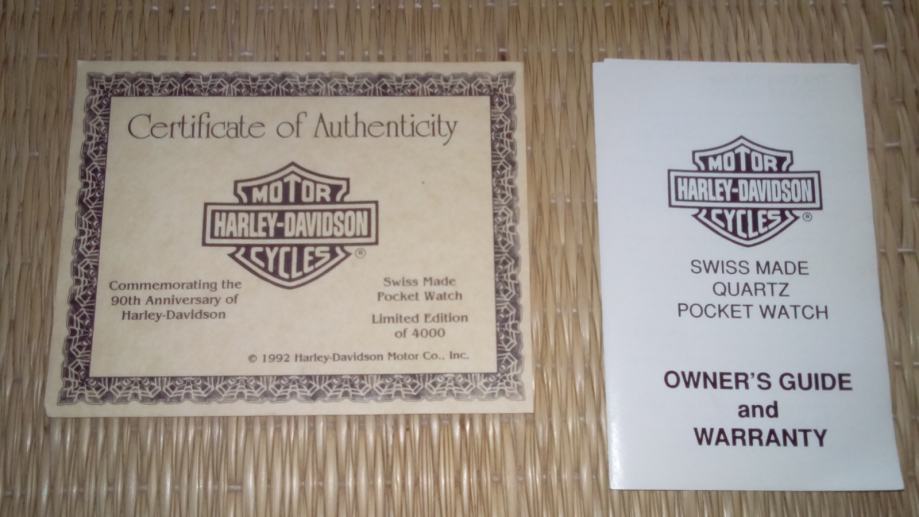 Certificate of Authenticity
MOTOR
HARLEY-DAVIDSON
CYCLES
®
Commemorating the
90th Anniversary of
Harley-Davidson
Swiss Made
Pocket Watch
Limited Edition
of 4000
© 1992 Harley-Davidson Motor Co., Inc.
MOTOR
HARLEY-DAVIDSON
CYCLES
®
SWISS MADE
QUARTZ
POCKET WATCH
OWNER'S GUIDE
and
WARRANTY